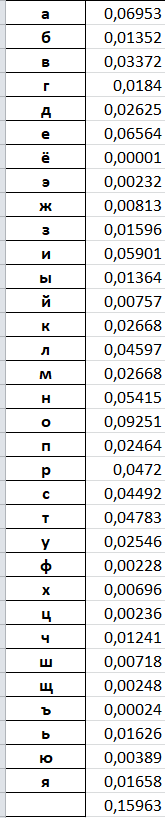 а 0,06953
б 0,01352
в 0,03372
г 0,0184
д 0,02625
е 0,06564
ё 0,00001
э 0,00232
ж 0,00813
з 0,01596
и 0,05901
ы 0,01364
й 0,00757
к 0,02668
л 0,04597
м 0,02668
н 0,05415
о 0,09251
п 0,02464
р 0,0472
с 0,04492
т 0,04783
у 0,02546
ф 0,00228
х 0,00696
ц 0,00236
ч 0,01241
ш 0,00718
щ 0,00248
ъ 0,00024
ь 0,01626
ю 0,00389
я 0,01658
0,15963